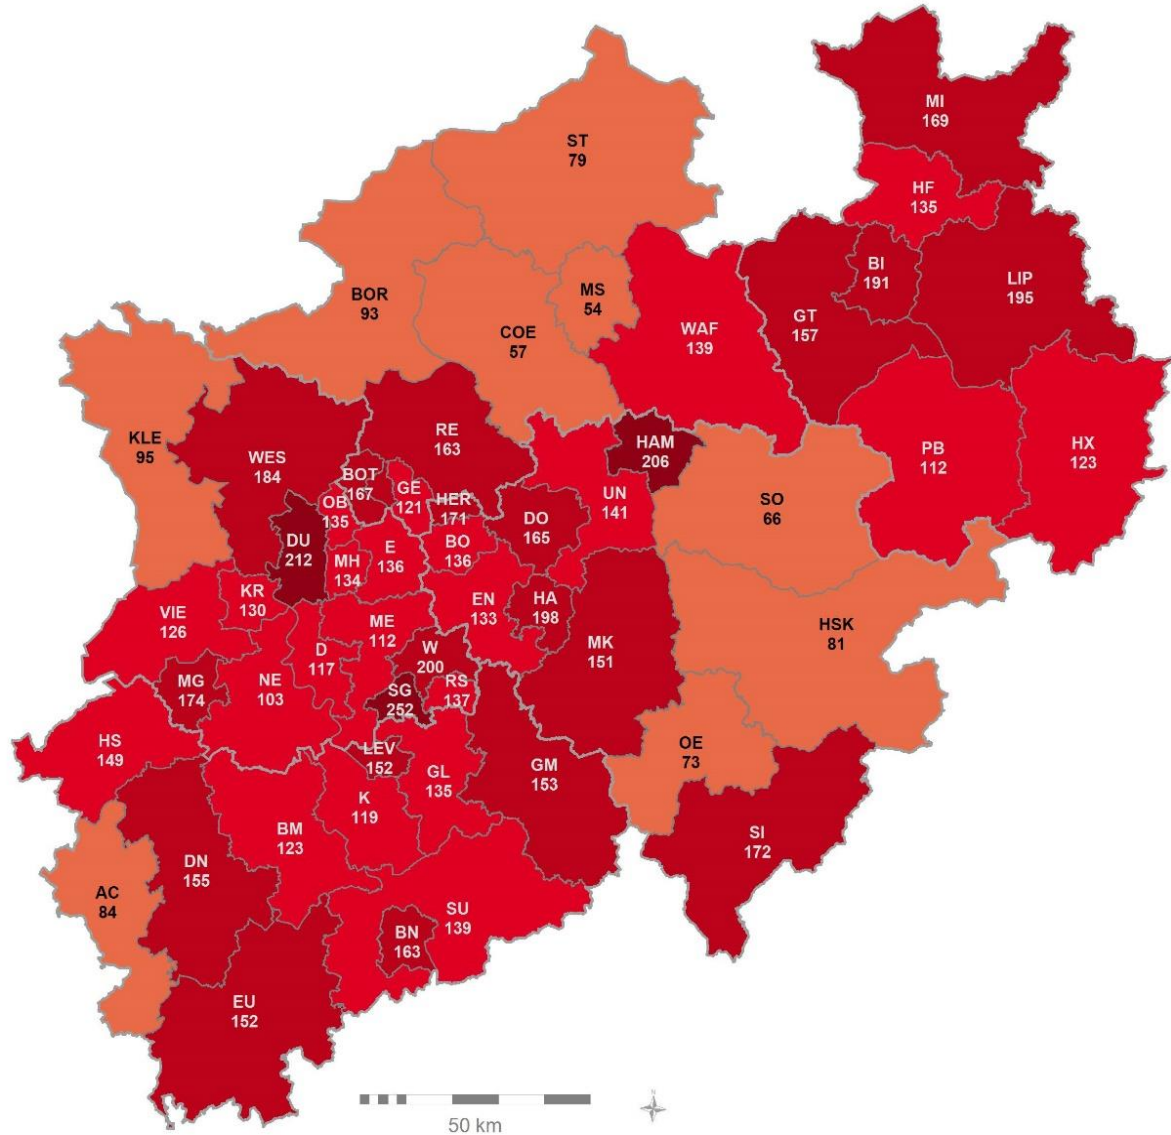 MI
169
ST
79
HF
135
BI
191
LIP
195
BOR
93
MS
54
GT
157
COE
57
WAF
139
KLE
95
WES
184
RE
163
HAM
206
PB
112
HX
123
BOT
167
GE
121
OB
135
HER
171
UN
141
SO
66
DO
165
DU
212
E
136
BO
136
MH
134
KR
130
EN
133
HA
198
VIE
126
ME
112
HSK
81
MK
151
D
117
W
200
MG
174
NE
103
SG
252
RS
137
HS
149
LEV
152
OE
73
GL
135
GM
153
K
119
BM
123
SI
172
DN
155
AC
84
SU
139
BN
163
EU
152
50 km